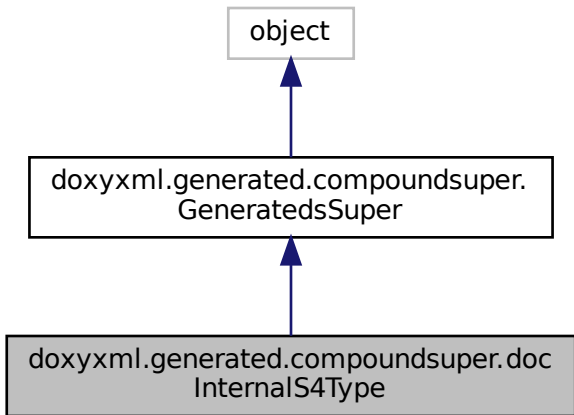 object
doxyxml.generated.compoundsuper.
GeneratedsSuper
doxyxml.generated.compoundsuper.doc
InternalS4Type